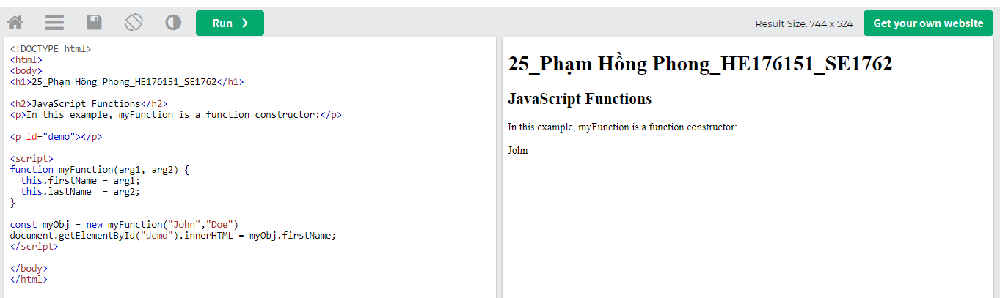 Run ❯
Result Size: 744 x 524
Get your own website
<!DOCTYPE html>
<html>
<body>
<h1>25_Phạm Hồng Phong_HE176151_SE1762</h1>
<h2>JavaScript Functions</h2>
<p>In this example, myFunction is a function constructor:</p>
<p id="demo"></p>
<script>
function myFunction(arg1, arg2) {
  this.firstName = arg1;
  this.lastName  = arg2;
}
const myObj = new myFunction("John","Doe")
document.getElementById("demo").innerHTML = myObj.firstName;
</script>
</body>
</html>
25_Phạm Hồng Phong_HE176151_SE1762
JavaScript Functions
In this example, myFunction is a function constructor:
John